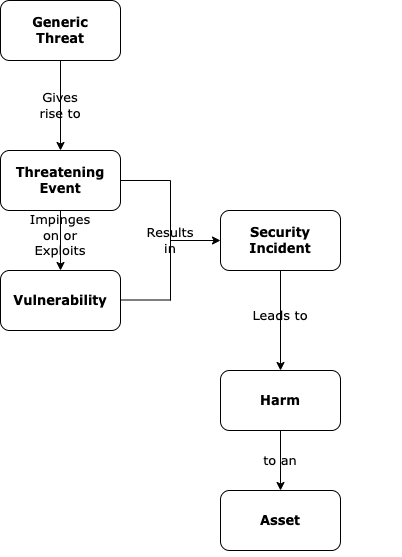 Generic
Threat
Gives
rise to
Threatening
Event
Impinges
on or
Exploits
Vulnerability
Results
in
Security
Incident
Leads to
Harm
to an
Asset